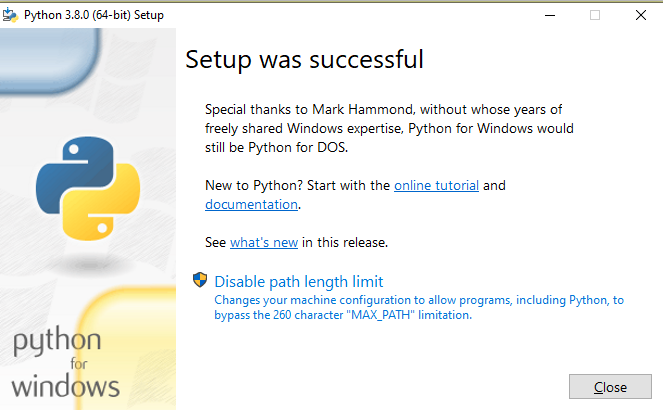 Python 3.8.0 (64-bit) Setup
Setup was successful
Special thanks to Mark Hammond, without whose years of
freely shared Windows expertise, Python for Windows would
still be Python for DOS.
New to Python? Start with the online tutorial and
documentation.
See what's new in this release.
Disable path length limit
Changes your machine configuration to allow programs, including Python, to
bypass the 260 character "MAX_PATH" limitation.
python
for
windows
Close